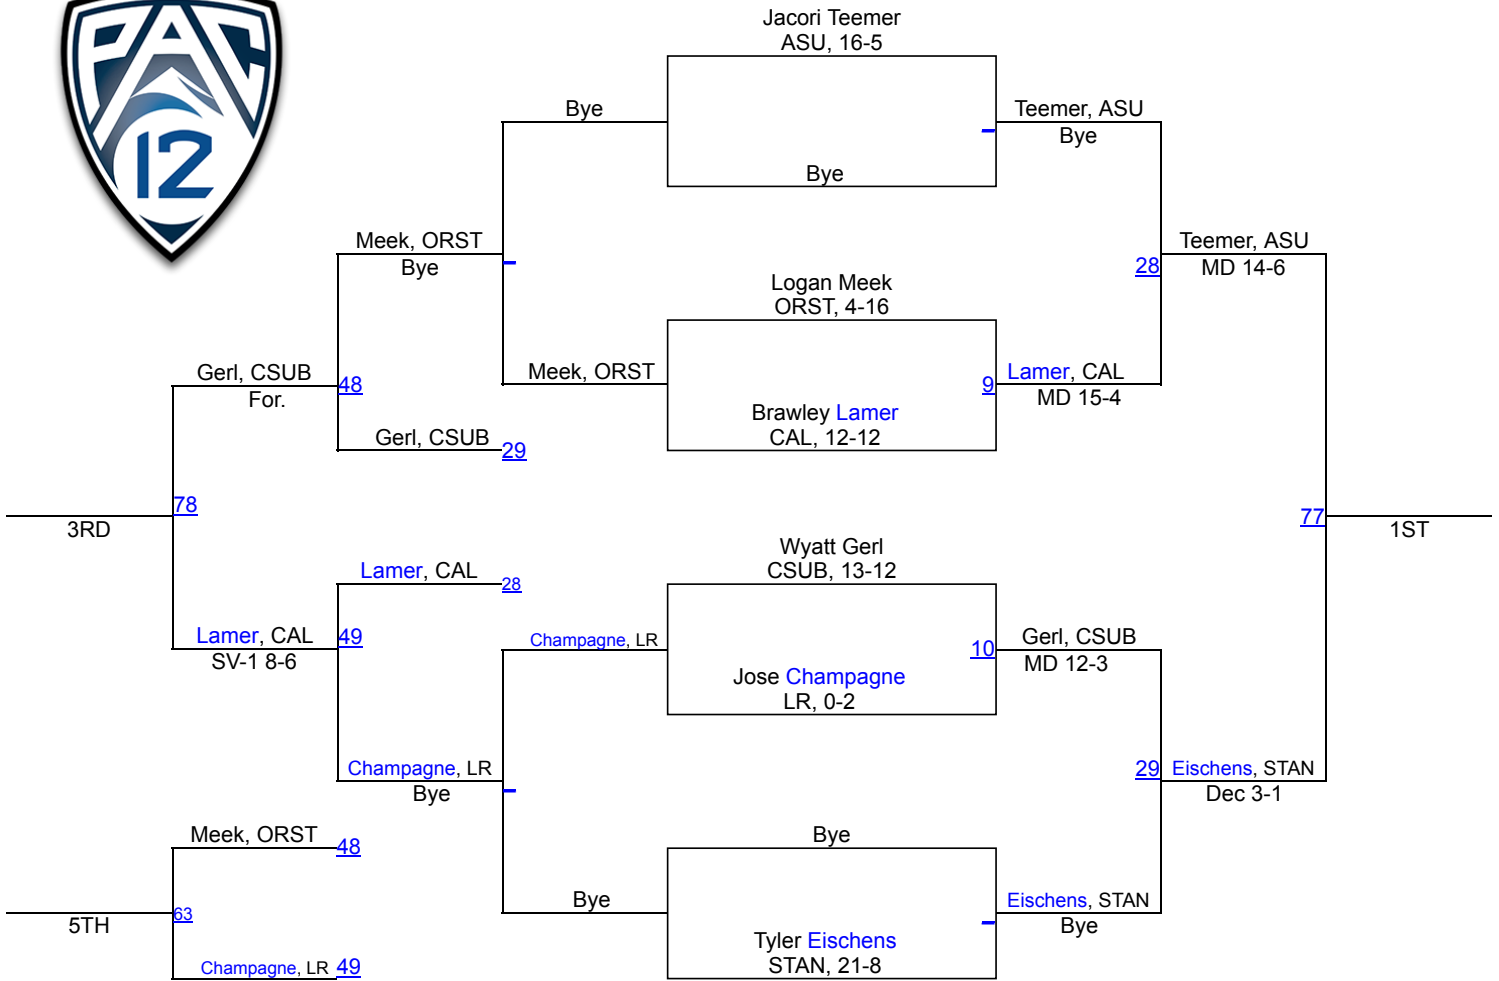 PAC
12
Jacori Teemer
ASU, 16-5
Bye
Teemer, ASU
Bye
Bye
Meek, ORST
Bye
Teemer, ASU
28
MD 14-6
Logan Meek
ORST, 4-16
Gerl, CSUB
48
For.
Meek, ORST
9
Lamer, CAL
MD 15-4
Brawley Lamer
CAL, 12-12
Gerl, CSUB 29
78
3RD
77
1ST
Wyatt Gerl
CSUB, 13-12
Lamer, CAL 28
Lamer, CAL
49
SV-1 8-6
Champagne, LR
10
Gerl, CSUB
MD 12-3
Jose Champagne
LR, 0-2
Champagne, LR
Bye
29
Eischens, STAN
Dec 3-1
Meek, ORST 48
Bye
63
5TH
Bye
Eischens, STAN
Bye
Tyler Eischens
STAN, 21-8
Champagne, LR 49